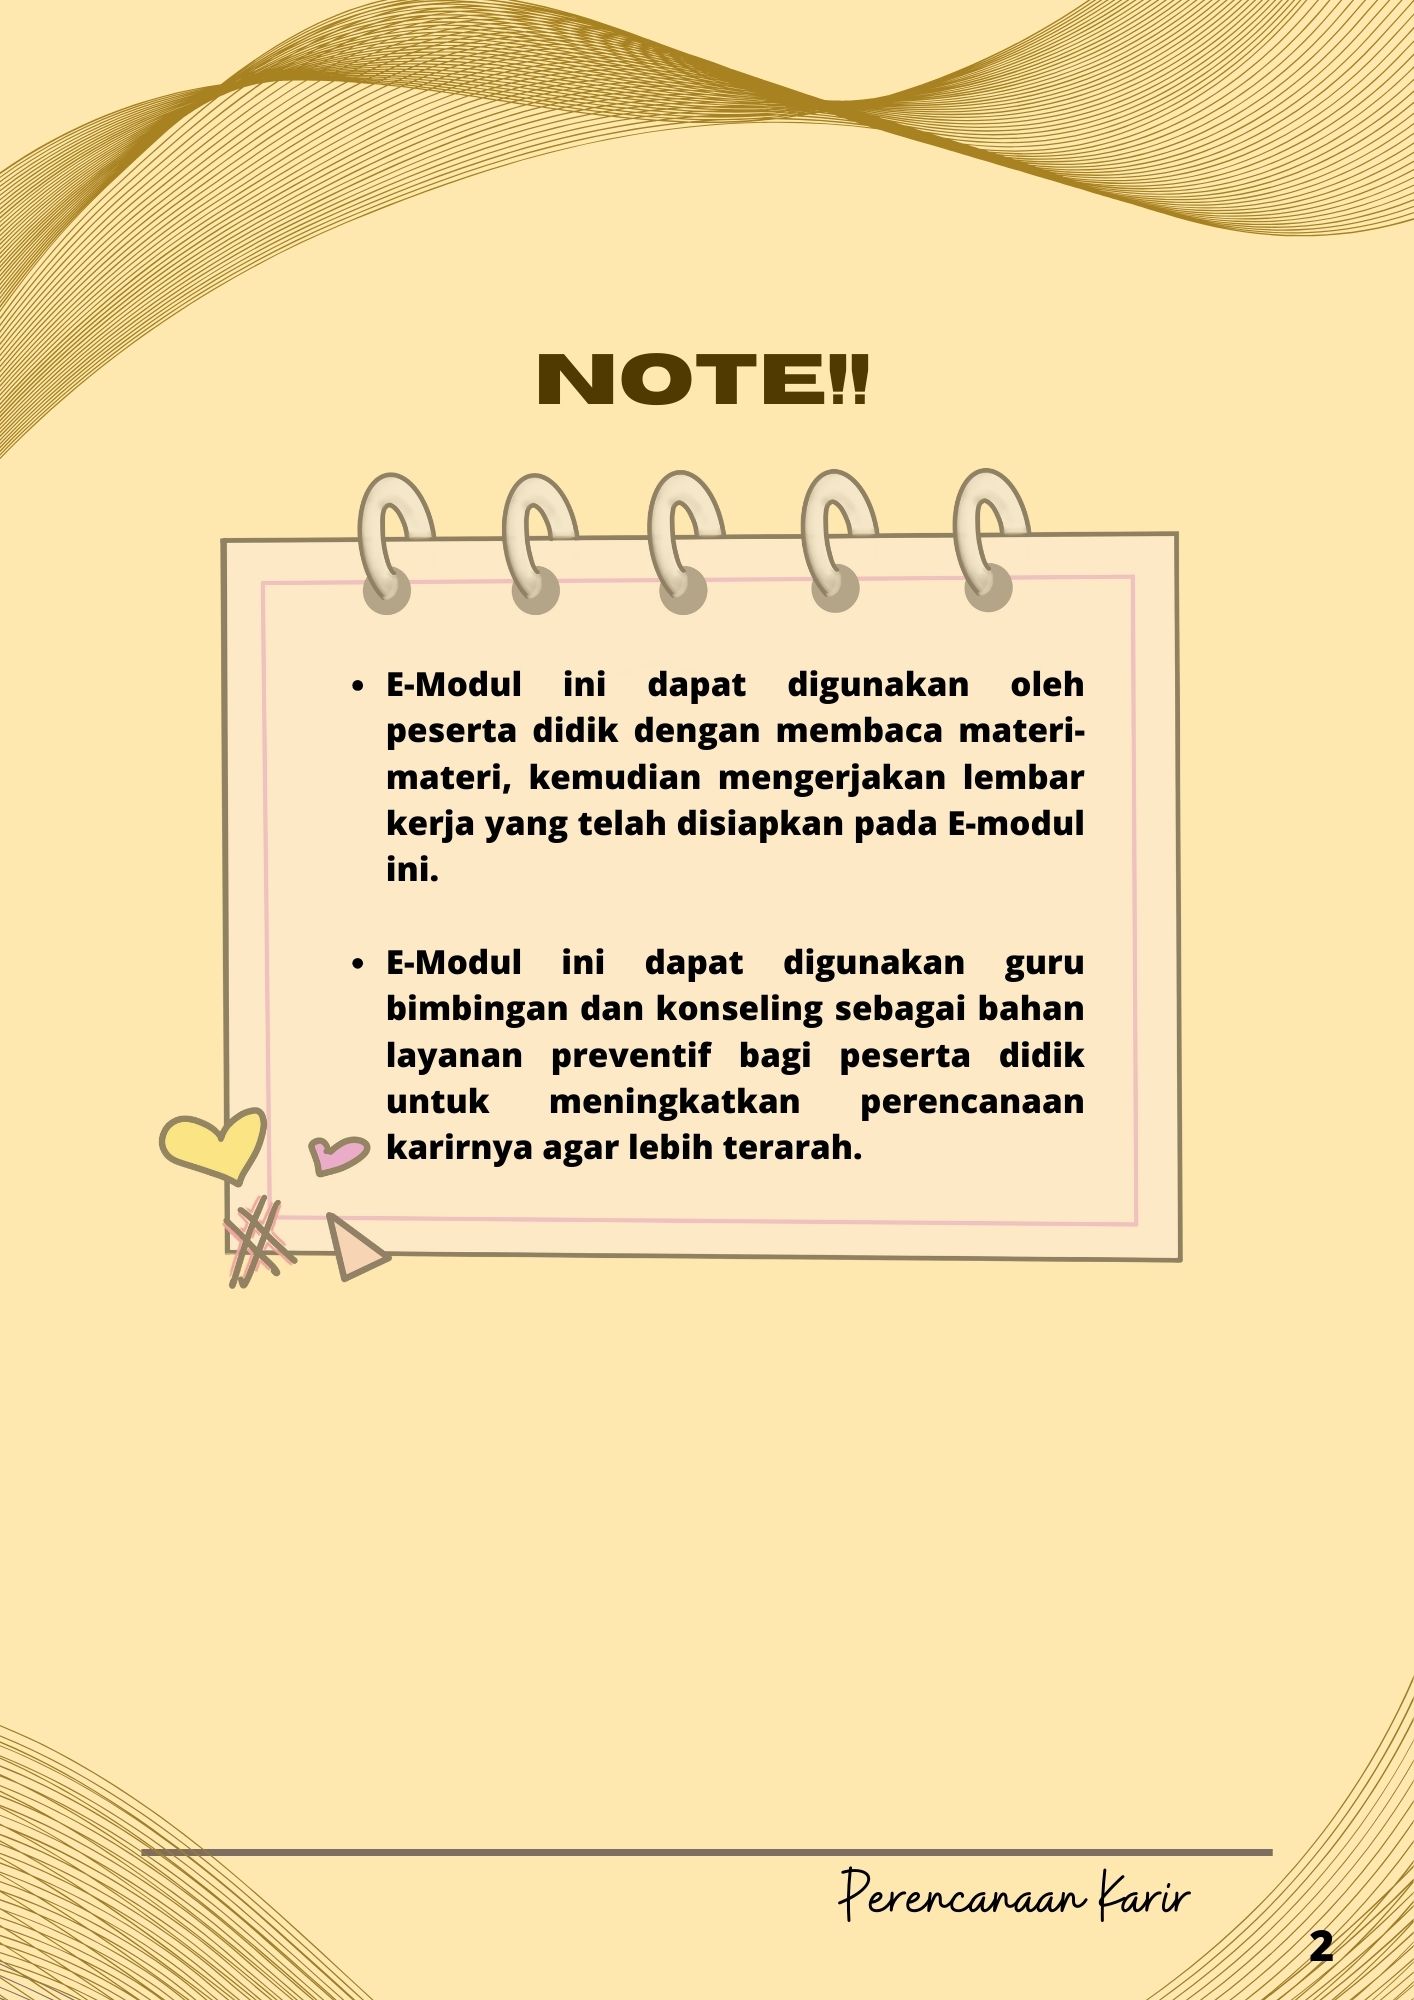 NOTE!!
• E-Modul ini dapat digunakan oleh
peserta didik dengan membaca materi-
materi, kemudian mengerjakan lembar
kerja yang telah disiapkan pada E-modul
ini.
• E-Modul ini dapat digunakan guru
bimbingan dan konseling sebagai bahan
layanan preventif bagi peserta didik
untuk meningkatkan perencanaan
karirnya agar lebih terarah.
Perencanaan Karir
2